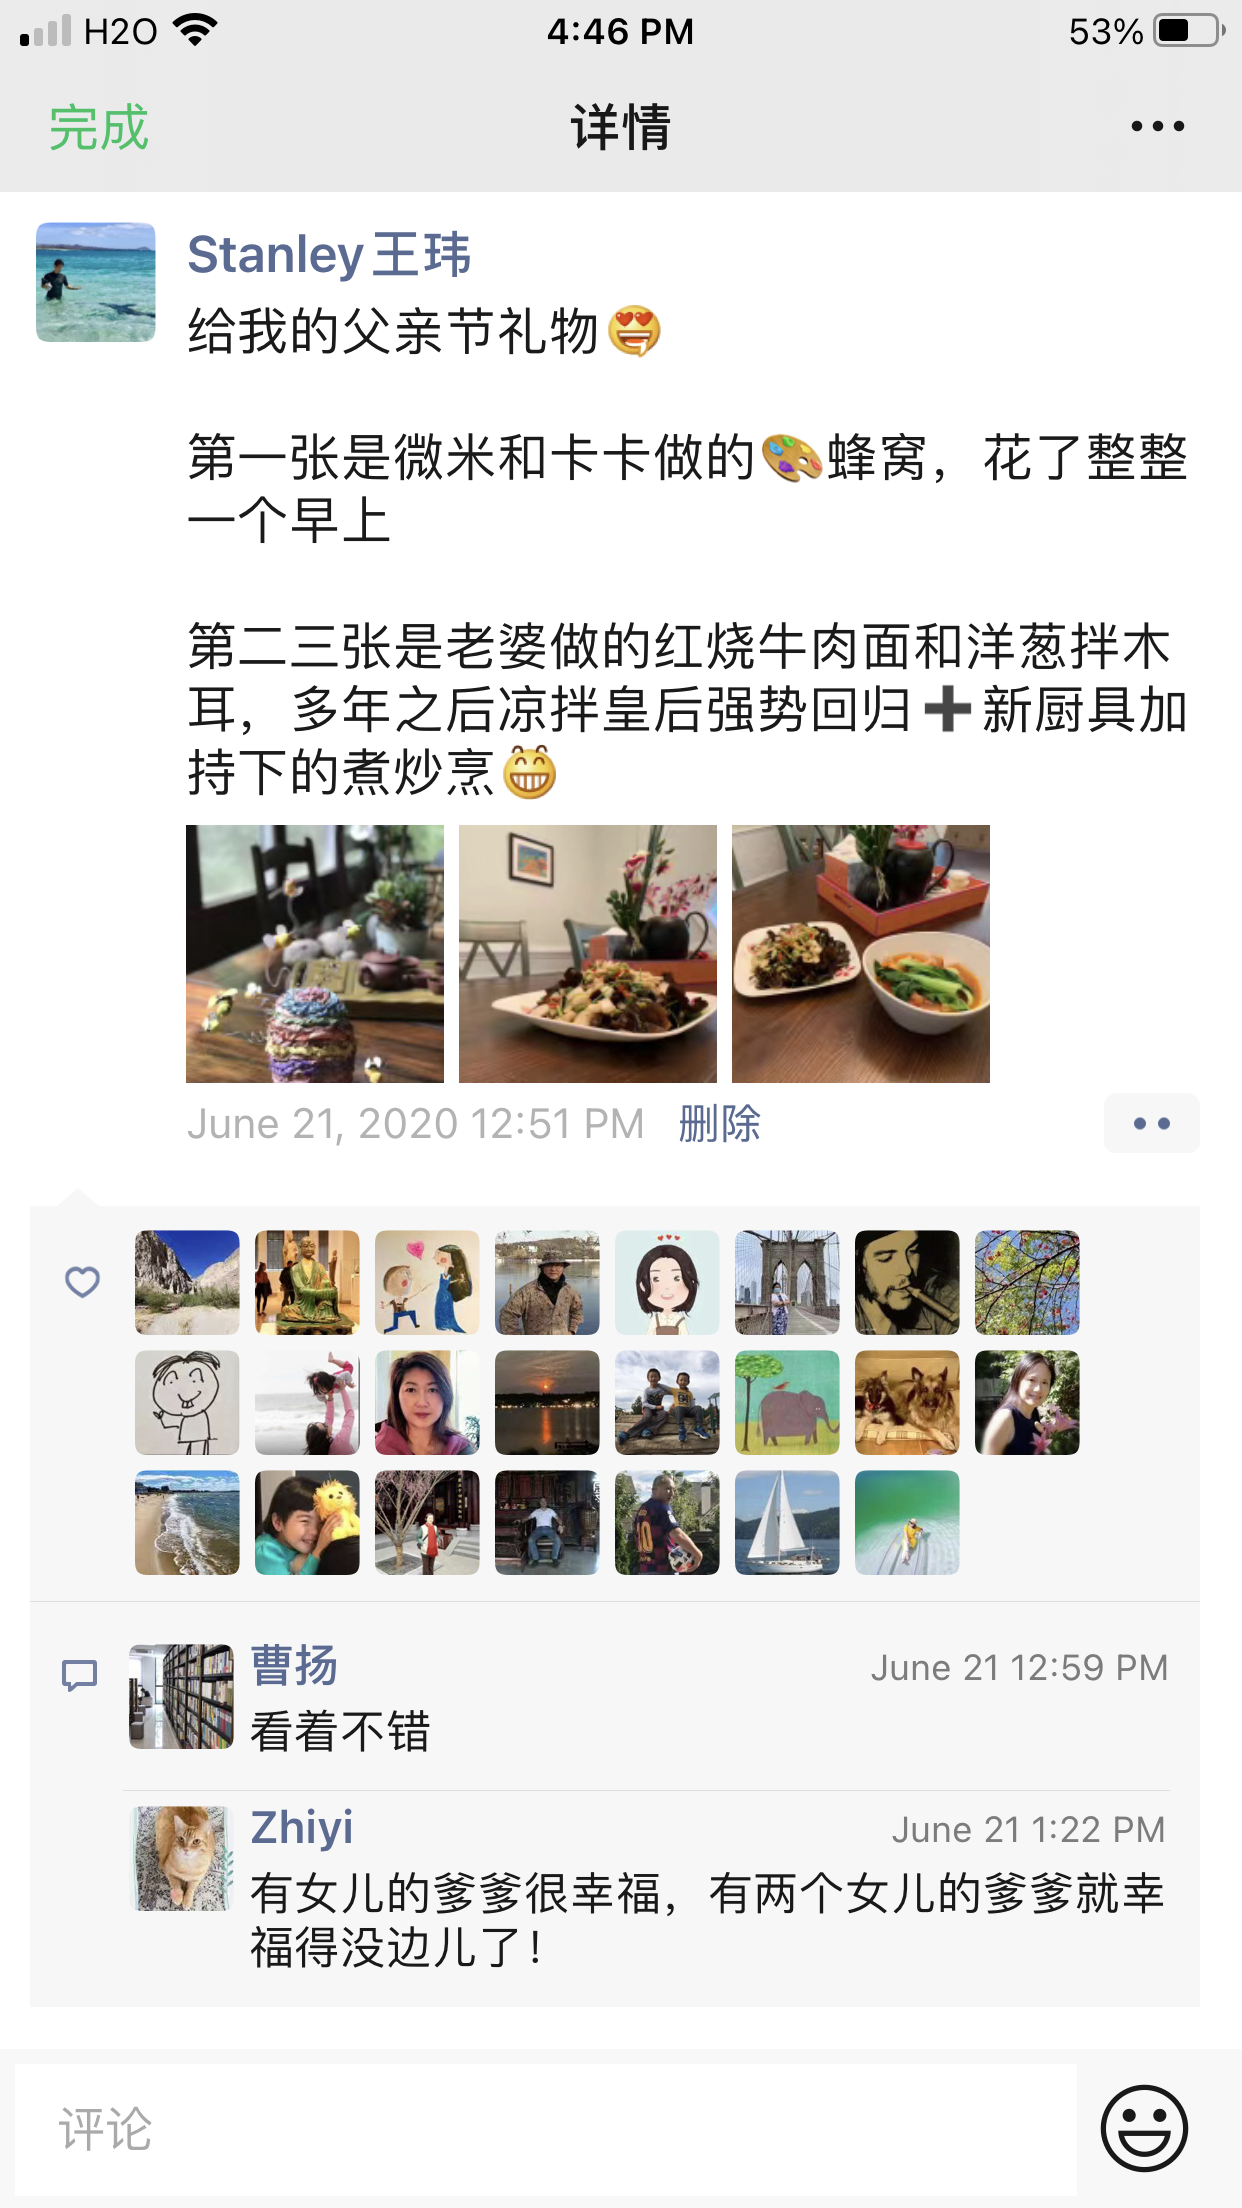 H2O 4:46 PM 53%
完成 详情
Stanley王玮
给我的父亲节礼物🤩
第一张是微米和卡卡做的🎨蜂窝，花了整整
一个早上
第二三张是老婆做的红烧牛肉面和洋葱拌木
耳，多年之后凉拌皇后强势回归➕新厨具加
持下的煮炒烹😁
June 21, 2020 12:51 PM 删除
曹扬 June 21 12:59 PM
看着不错
Zhiyi June 21 1:22 PM
有女儿的爹爹很幸福，有两个女儿的爹爹就幸
福得没边儿了！
评论